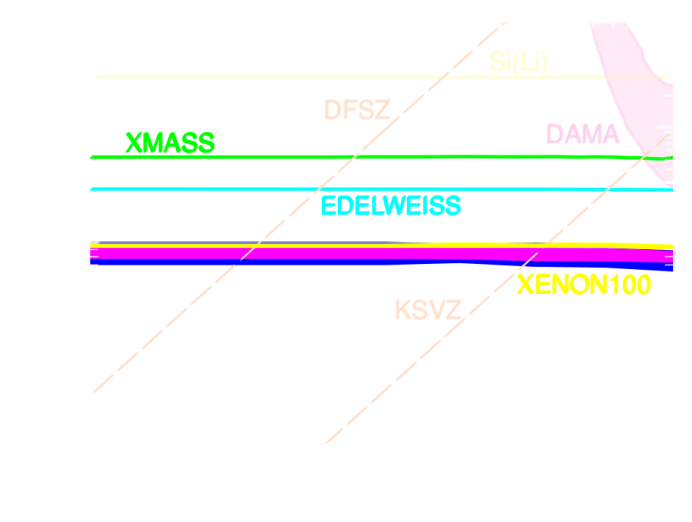 Si(Li)
DFSZ
DAMA
XMASS
EDELWEISS
XENON100
KSVZ